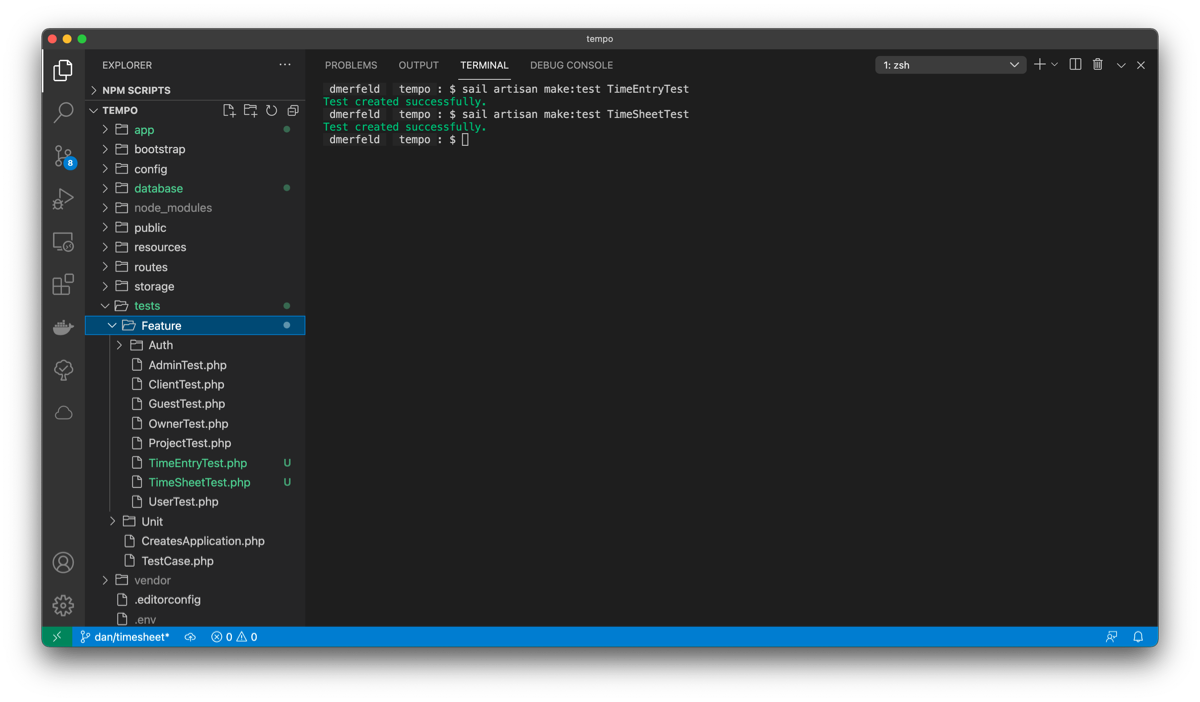 tempo
EXPLORER
NPM SCRIPTS
TEMPO
app
bootstrap
config
database
node_modules
public
resources
routes
storage
tests
Feature
Auth
AdminTest.php
ClientTest.php
GuestTest.php
OwnerTest.php
ProjectTest.php
TimeEntryTest.php U
TimeSheetTest.php U
UserTest.php
Unit
CreatesApplication.php
TestCase.php
vendor
.editorconfig
.env
8
PROBLEMS OUTPUT TERMINAL DEBUG CONSOLE 1: zsh
dmerfeld tempo : $ sail artisan make:test TimeEntryTest
Test created successfully.
dmerfeld tempo : $ sail artisan make:test TimeSheetTest
Test created successfully.
dmerfeld tempo : $
dan/timesheet* 0 0